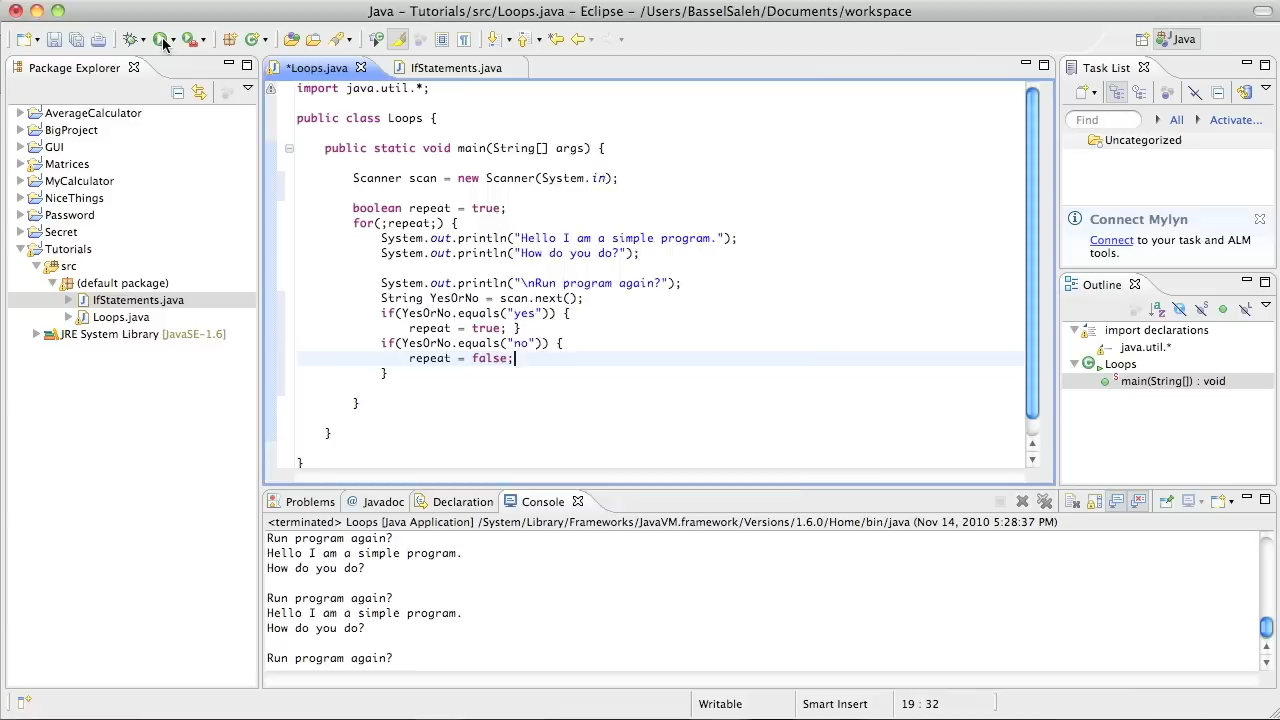 Java - Tutorials/src/Loops.java - Eclipse - /Users/BasselSaleh/Documents/workspace
Java
Package Explorer
AverageCalculator
BigProject
GUI
Matrices
MyCalculator
NiceThings
Password
Secret
Tutorials
src
(default package)
IfStatements.java
Loops.java
JRE System Library [JavaSE-1.6]
*Loops.java
IfStatements.java
import java.util.*;
public class Loops {
public static void main(String[] args) {
Scanner scan = new Scanner(System.in);
boolean repeat = true;
for(;repeat;) {
System.out.println("Hello I am a simple program.");
System.out.println("How do you do?");
System.out.println("\nRun program again?");
String YesOrNo = scan.next();
if(YesOrNo.equals("yes")) {
repeat = true; }
if(YesOrNo.equals("no")) {
repeat = false;
}
}
}
}
Task List
Find
All
Activate...
Uncategorized
Connect Mylyn
Connect to your task and ALM
tools.
Outline
import declarations
java.util.*
Loops
main(String[]) : void
Problems
@ Javadoc
Declaration
Console
<terminated> Loops [Java Application] /System/Library/Frameworks/JavaVM.framework/Versions/1.6.0/Home/bin/java (Nov 14, 2010 5:28:37 PM)
Run program again?
Hello I am a simple program.
How do you do?
Run program again?
Hello I am a simple program.
How do you do?
Run program again?
Writable
Smart Insert
19 : 32